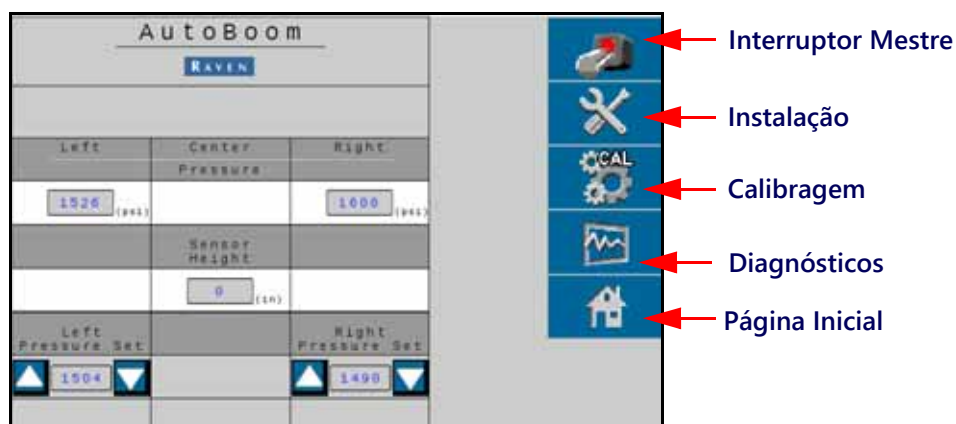 AutoBoom
RAVEN
Left Center Right
Pressure
1526 (psi) 1600 (psi)
Sensor
Height
0 (in)
Left Right
Pressure Set Pressure Set
1504 1490
CAL
Interruptor Mestre
Instalação
Calibragem
Diagnósticos
Página Inicial